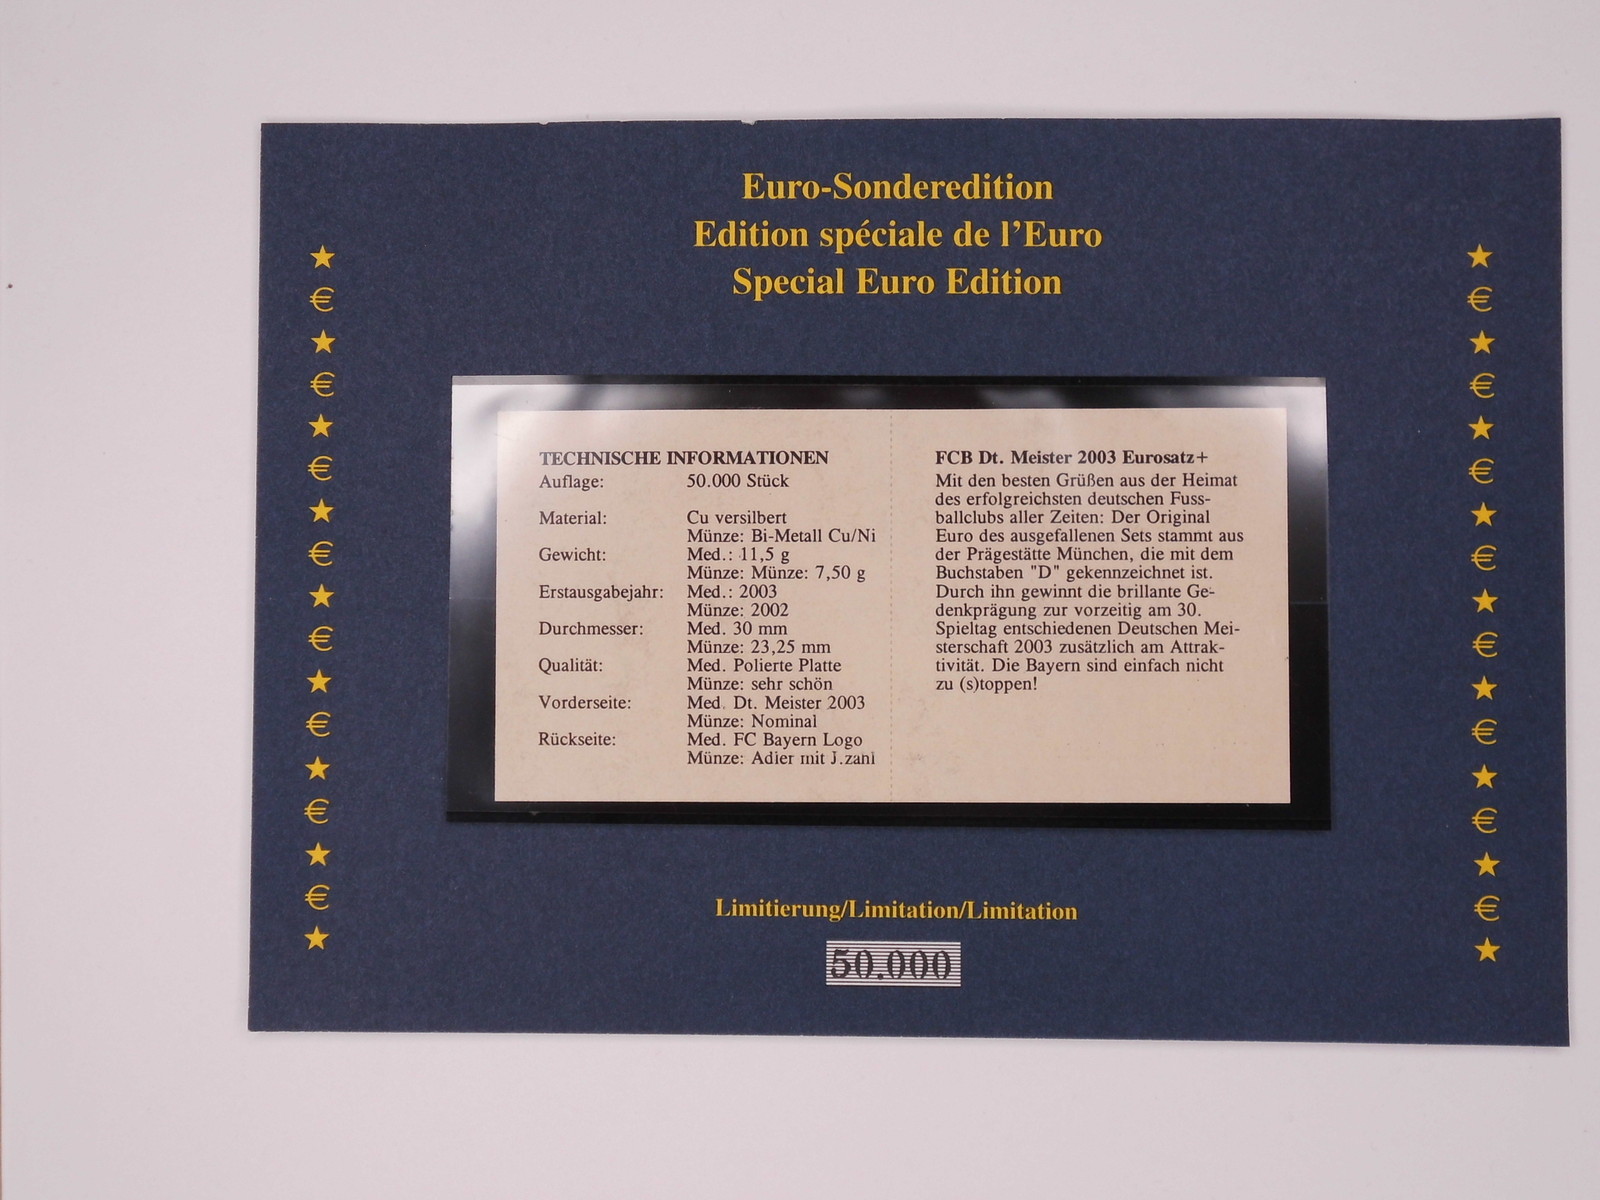 Euro-Sonderedition
Edition spéciale de l'Euro
Special Euro Edition
TECHNISCHE INFORMATIONEN
Auflage: 50.000 Stück
Material: Cu versilbert
Münze: Bi-Metall Cu/Ni
Gewicht: Med.: 11,5 g
Münze: Münze: 7,50 g
Erstausgabejahr: Med.: 2003
Münze: 2002
Durchmesser: Med. 30 mm
Münze: 23,25 mm
Qualität: Med. Polierte Platte
Münze: sehr schön
Vorderseite: Med. Dt. Meister 2003
Münze: Nominal
Rückseite: Med. FC Bayern Logo
Münze: Adler mit J.zahl
FCB Dt. Meister 2003 Eurosatz+
Mit den besten Grüßen aus der Heimat
des erfolgreichsten deutschen Fuss-
ballclubs aller Zeiten: Der Original
Euro des ausgefallenen Sets stammt aus
der Prägestätte München, die mit dem
Buchstaben "D" gekennzeichnet ist.
Durch ihn gewinnt die brillante Ge-
denkprägung zur vorzeitig am 30.
Spieltag entschiedenen Deutschen Mei-
sterschaft 2003 zusätzlich am Attrak-
tivität. Die Bayern sind einfach nicht
zu (s)toppen!
Limitierung/Limitation/Limitation
50.000